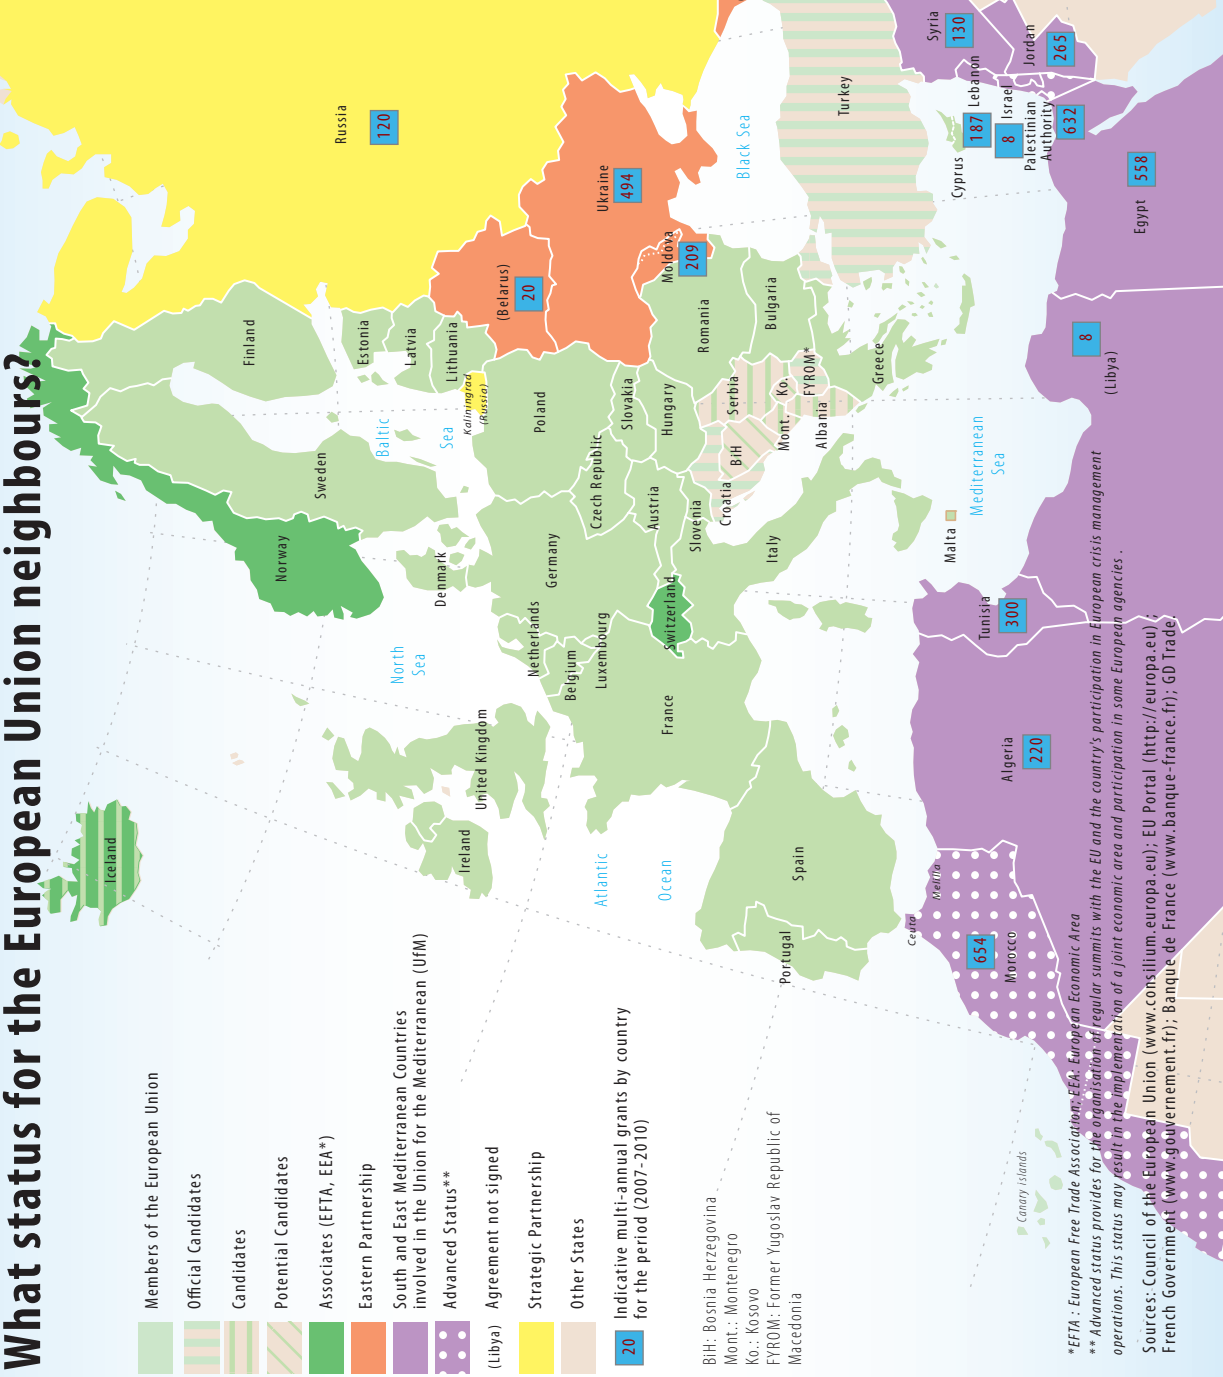 What status for the European Union neighbours?
Members of the European Union
Official Candidates
Candidates
Potential Candidates
Associates (EFTA, EEA*)
Eastern Partnership
South and East Mediterranean Countries
involved in the Union for the Mediterranean (UfM)
Advanced Status**
(Libya) Agreement not signed
Strategic Partnership
Other States
20 Indicative multi-annual grants by country
for the period (2007-2010)
BiH: Bosnia Herzegovina
Mont.: Montenegro
Ko.: Kosovo
FYROM: Former Yugoslav Republic of
Macedonia
Iceland
Norway
Sweden
Finland
Russia
120
Estonia
Latvia
Lithuania
Kaliningrad
(Russia)
Baltic
Sea
North
Sea
Denmark
Ireland
United Kingdom
Netherlands
Belgium
Luxembourg
Germany
Poland
(Belarus)
20
Ukraine
494
Moldova
209
Czech Republic
Slovakia
Austria
Hungary
Romania
Atlantic
Ocean
France
Switzerland
Slovenia
Croatia
BiH
Serbia
Mont.
Ko.
FYROM*
Albania
Bulgaria
Black Sea
Turkey
Portugal
Spain
Italy
Greece
Malta
Mediterranean
Sea
Cyprus
Syria
130
Lebanon
187
Israel
8
Palestinian
Authority
632
Jordan
265
Ceuta
Melilla
654
Morocco
Algeria
220
Tunisia
300
8
(Libya)
Egypt
558
Canary islands
*EFTA : European Free Trade Association; EEA: European Economic Area
** Advanced status provides for the organisation of regular summits with the EU and the country's participation in European crisis management
operations. This status may result in the implementation of a joint economic area and participation in some European agencies .
Sources: Council of the European Union (www.consilium.europa.eu); EU Portal (http://europa.eu) ;
French Government (www.gouvernement.fr); Banque de France (www.banque-france.fr); GD Trade.